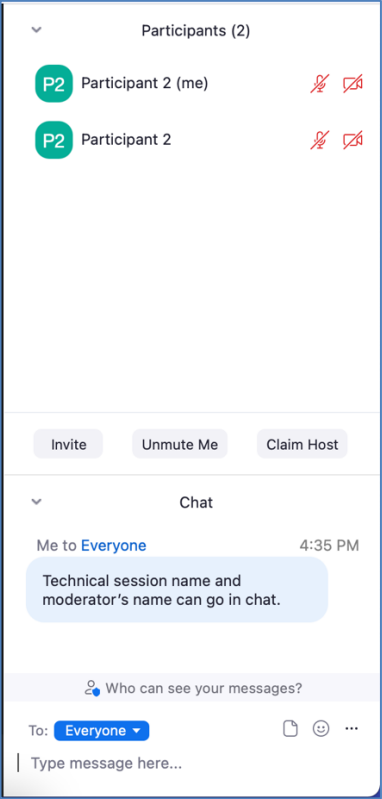 Participants (2)
P2 Participant 2 (me)
P2 Participant 2
Invite Unmute Me Claim Host
Chat
Me to Everyone 4:35 PM
Technical session name and
moderator’s name can go in chat.
Who can see your messages?
To: Everyone
Type message here...